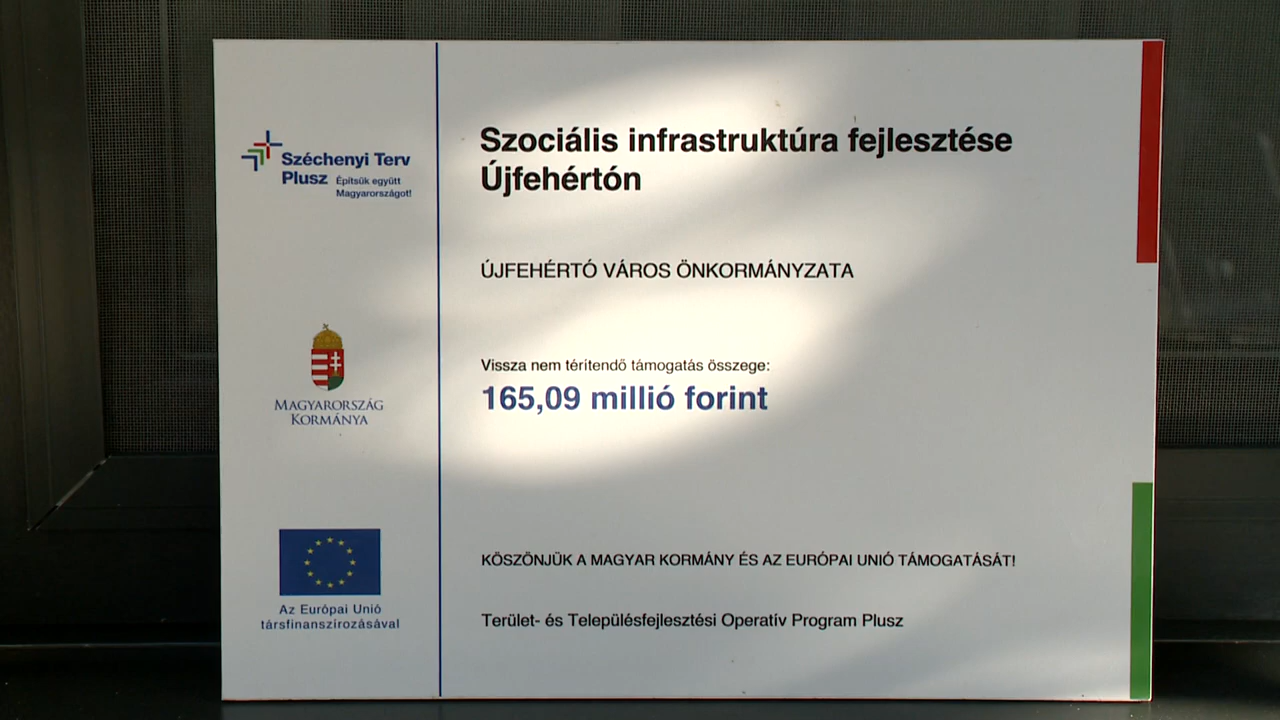 Széchenyi Terv
Plusz Építsük együtt
Magyarországot!
MAGYARORSZÁG
KORMÁNYA
Az Európai Unió
társfinanszírozásával
Szociális infrastruktúra fejlesztése
Újfehértón
ÚJFEHÉRTÓ VÁROS ÖNKORMÁNYZATA
Vissza nem térítendő támogatás összege:
165,09 millió forint
KÖSZÖNJÜK A MAGYAR KORMÁNY ÉS AZ EURÓPAI UNIÓ TÁMOGATÁSÁT!
Terület- és Településfejlesztési Operatív Program Plusz